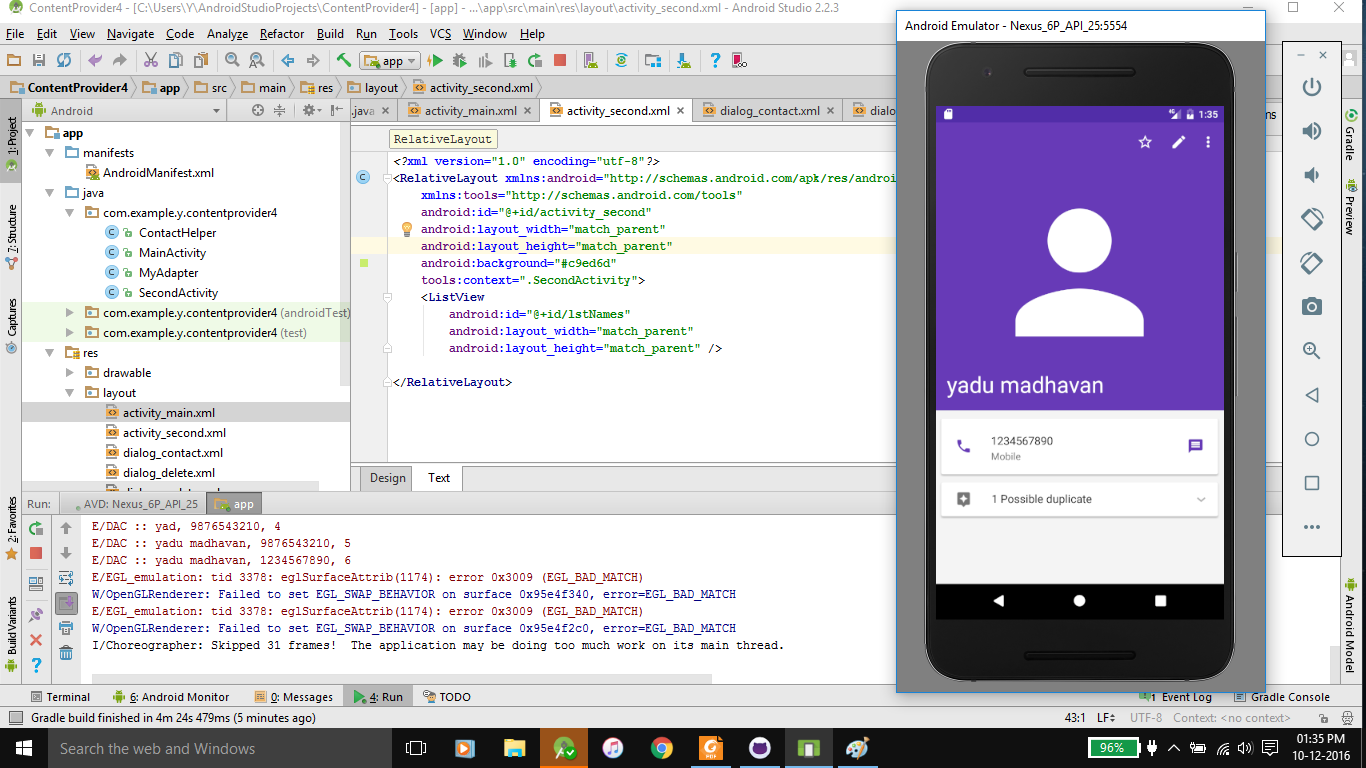 ContentProvider4 - [C:\Users\Y\AndroidStudioProjects\ContentProvider4] - [app] - ...\app\src\main\res\layout\activity_second.xml - Android Studio 2.2.3
File Edit View Navigate Code Analyze Refactor Build Run Tools VCS Window Help
app
ContentProvider4 app src main res layout activity_second.xml
Android
.java activity_main.xml activity_second.xml dialog_contact.xml dialo
ms
1: Project
7: Structure
Captures
2: Favorites
Build Variants
app
manifests
AndroidManifest.xml
java
com.example.y.contentprovider4
ContactHelper
MainActivity
MyAdapter
SecondActivity
com.example.y.contentprovider4 (androidTest)
com.example.y.contentprovider4 (test)
res
drawable
layout
activity_main.xml
activity_second.xml
dialog_contact.xml
dialog_delete.xml
RelativeLayout
<?xml version="1.0" encoding="utf-8"?>
<RelativeLayout xmlns:android="http://schemas.android.com/apk/res/androi
xmlns:tools="http://schemas.android.com/tools"
android:id="@+id/activity_second"
android:layout_width="match_parent"
android:layout_height="match_parent"
android:background="#c9ed6d"
tools:context=".SecondActivity">
<ListView
android:id="@+id/lstNames"
android:layout_width="match_parent"
android:layout_height="match_parent" />
</RelativeLayout>
Design Text
Run: AVD: Nexus_6P_API_25 app
E/DAC :: yad, 9876543210, 4
E/DAC :: yadu madhavan, 9876543210, 5
E/DAC :: yadu madhavan, 1234567890, 6
E/EGL_emulation: tid 3378: eglSurfaceAttrib(1174): error 0x3009 (EGL_BAD_MATCH)
W/OpenGLRenderer: Failed to set EGL_SWAP_BEHAVIOR on surface 0x95e4f340, error=EGL_BAD_MATCH
E/EGL_emulation: tid 3378: eglSurfaceAttrib(1174): error 0x3009 (EGL_BAD_MATCH)
W/OpenGLRenderer: Failed to set EGL_SWAP_BEHAVIOR on surface 0x95e4f2c0, error=EGL_BAD_MATCH
I/Choreographer: Skipped 31 frames! The application may be doing too much work on its main thread.
Android Emulator - Nexus_6P_API_25:5554
1:35
yadu madhavan
1234567890
Mobile
1 Possible duplicate
Gradle
Preview
Android Model
Terminal 6: Android Monitor 0: Messages 4: Run TODO 1 Event Log Gradle Console
Gradle build finished in 4m 24s 479ms (5 minutes ago) 43:1 LF UTF-8 Context: <no context>
Search the web and Windows
PDF
96%
01:35 PM
10-12-2016